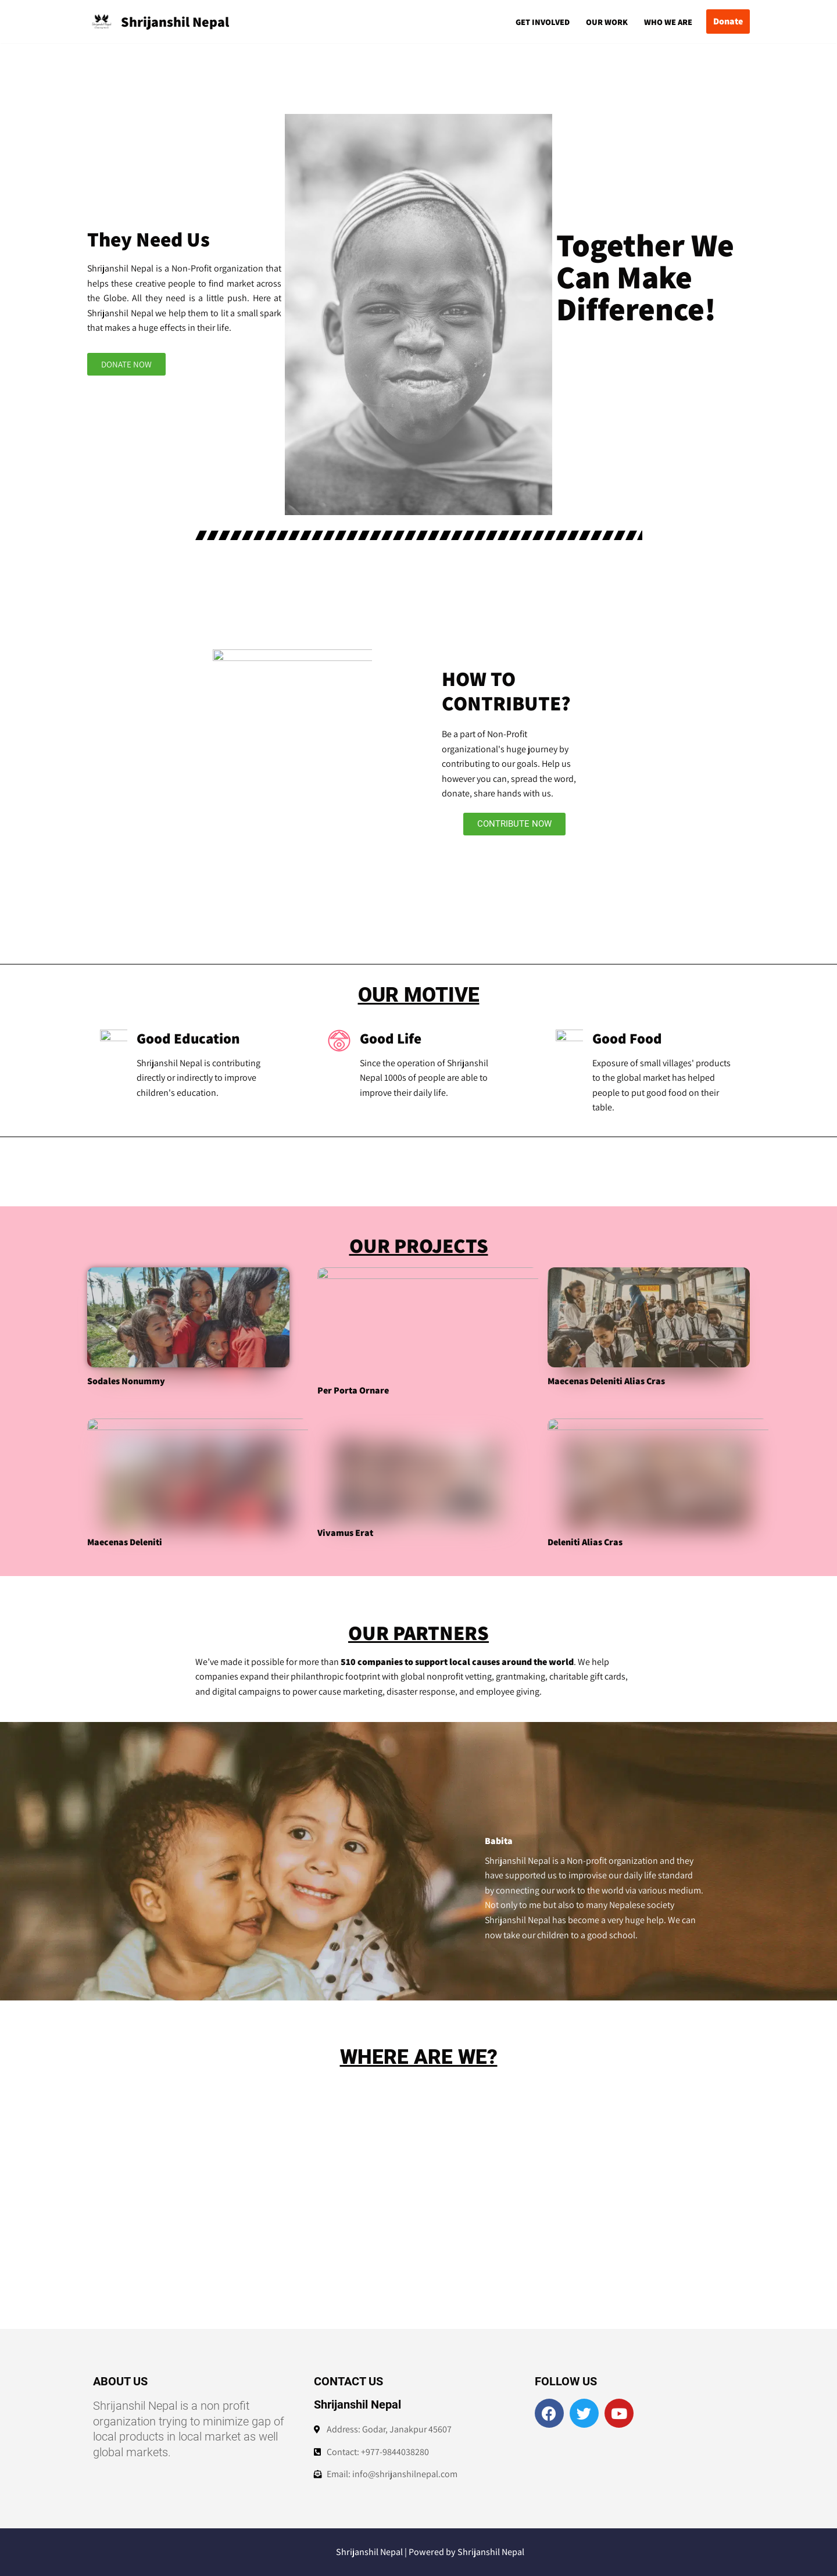 Shrijanshil Nepal
GET INVOLVED
OUR WORK
WHO WE ARE
Donate
They Need Us
Shrijanshil Nepal is a Non-Profit organization that
helps these creative people to find market across
the Globe. All they need is a little push. Here at
Shrijanshil Nepal we help them to lit a small spark
that makes a huge effects in their life.
DONATE NOW
Together We
Can Make
Difference!
HOW TO
CONTRIBUTE?
Be a part of Non-Profit
organizational's huge journey by
contributing to our goals. Help us
however you can, spread the word,
donate, share hands with us.
CONTRIBUTE NOW
OUR MOTIVE
Good Education
Shrijanshil Nepal is contributing
directly or indirectly to improve
children's education.
Good Life
Since the operation of Shrijanshil
Nepal 1000s of people are able to
improve their daily life.
Good Food
Exposure of small villages' products
to the global market has helped
people to put good food on their
table.
OUR PROJECTS
Sodales Nonummy
Per Porta Ornare
Maecenas Deleniti Alias Cras
Maecenas Deleniti
Vivamus Erat
Deleniti Alias Cras
OUR PARTNERS
We've made it possible for more than 510 companies to support local causes around the world. We help
companies expand their philanthropic footprint with global nonprofit vetting, grantmaking, charitable gift cards,
and digital campaigns to power cause marketing, disaster response, and employee giving.
Babita
Shrijanshil Nepal is a Non-profit organization and they
have supported us to improvise our daily life standard
by connecting our work to the world via various medium.
Not only to me but also to many Nepalese society
Shrijanshil Nepal has become a very huge help. We can
now take our children to a good school.
WHERE ARE WE?
ABOUT US
Shrijanshil Nepal is a non profit
organization trying to minimize gap of
local products in local market as well
global markets.
CONTACT US
Shrijanshil Nepal
Address: Godar, Janakpur 45607
Contact: +977-9844038280
Email: info@shrijanshilnepal.com
FOLLOW US
Shrijanshil Nepal | Powered by Shrijanshil Nepal